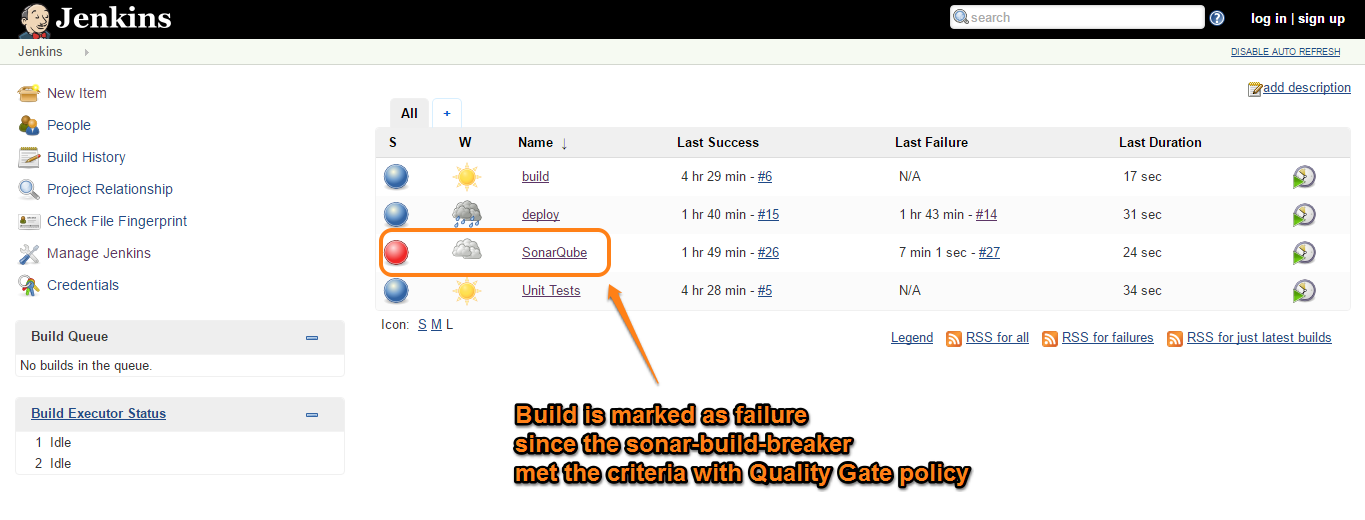 Jenkins
search
log in | sign up
Jenkins
DISABLE AUTO REFRESH
New Item
People
Build History
Project Relationship
Check File Fingerprint
Manage Jenkins
Credentials
Build Queue
No builds in the queue.
Build Executor Status
1 Idle
2 Idle
add description
All +
S W Name ↓ Last Success Last Failure Last Duration
build 4 hr 29 min - #6 N/A 17 sec
deploy 1 hr 40 min - #15 1 hr 43 min - #14 31 sec
SonarQube 1 hr 49 min - #26 7 min 1 sec - #27 24 sec
Unit Tests 4 hr 28 min - #5 N/A 34 sec
Icon: S M L
Legend RSS for all RSS for failures RSS for just latest builds
Build is marked as failure
since the sonar-build-breaker
met the criteria with Quality Gate policy